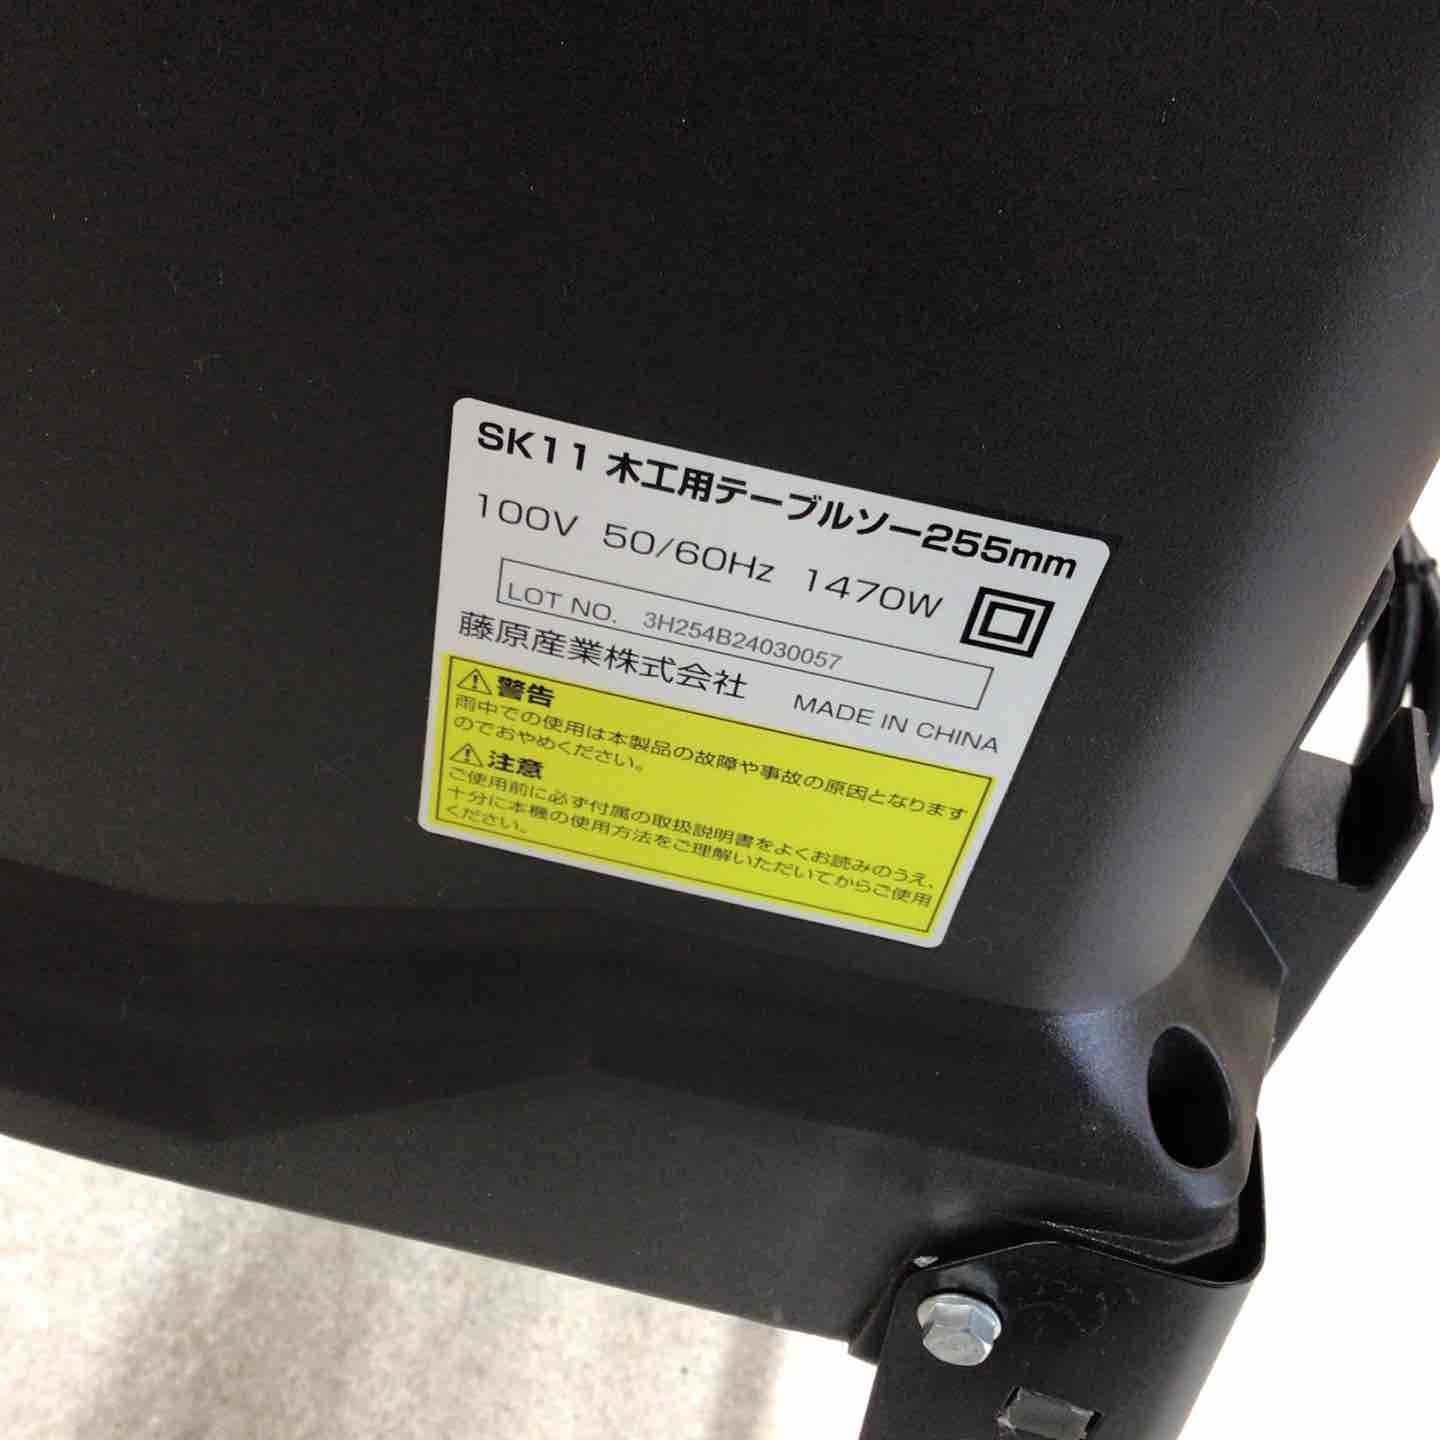 SK11 木工用テーブルソー255mm
100V 50/60Hz 1470W
LOT NO. 3H254B24030057
藤原産業株式会社 MADE IN CHINA
警告
雨中での使用は本製品の故障や事故の原因となります
のでおやめください。
注意
ご使用前に必ず付属の取扱説明書をよくお読みのうえ、
十分に本機の使用方法をご理解いただいてからご使用
ください。